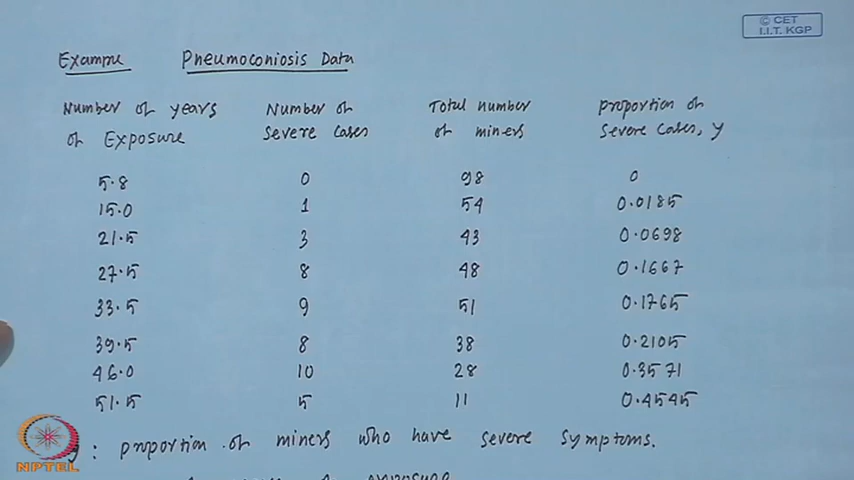 © CET
I.I.T. KGP
Example Pneumoconiosis Data
Number of years of Exposure
Number of severe cases
Total number of miners
proportion of severe cases, y
5.8 0 98 0
15.0 1 54 0.0185
21.5 3 43 0.0698
27.5 8 48 0.1667
33.5 9 51 0.1765
39.5 8 38 0.2105
46.0 10 28 0.3571
51.5 5 11 0.4545
y : proportion of miners who have severe symptoms.
exposure
NPTEL